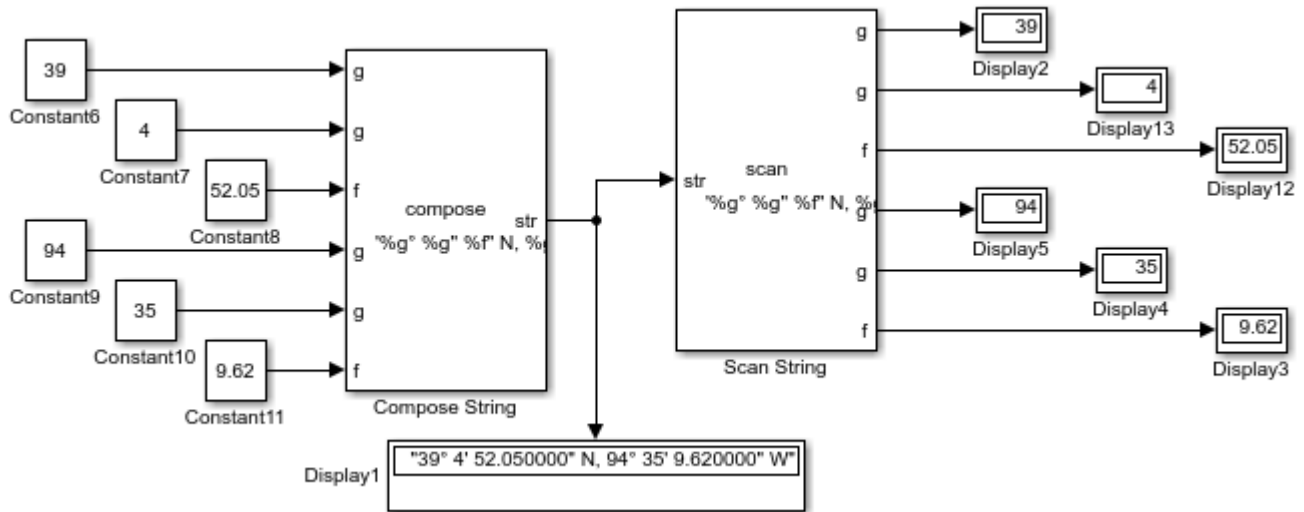 39
Constant6
4
Constant7
52.05
Constant8
94
Constant9
35
Constant10
9.62
Constant11
g
g
f
g
g
f
compose
"%g° %g" %f" N, %g
str
Compose String
"39° 4' 52.050000" N, 94° 35' 9.620000" W"
Display1
str
scan
"%g° %g" %f" N, %g
g
g
f
g
g
f
Scan String
39
Display2
4
Display13
52.05
Display12
94
Display5
35
Display4
9.62
Display3